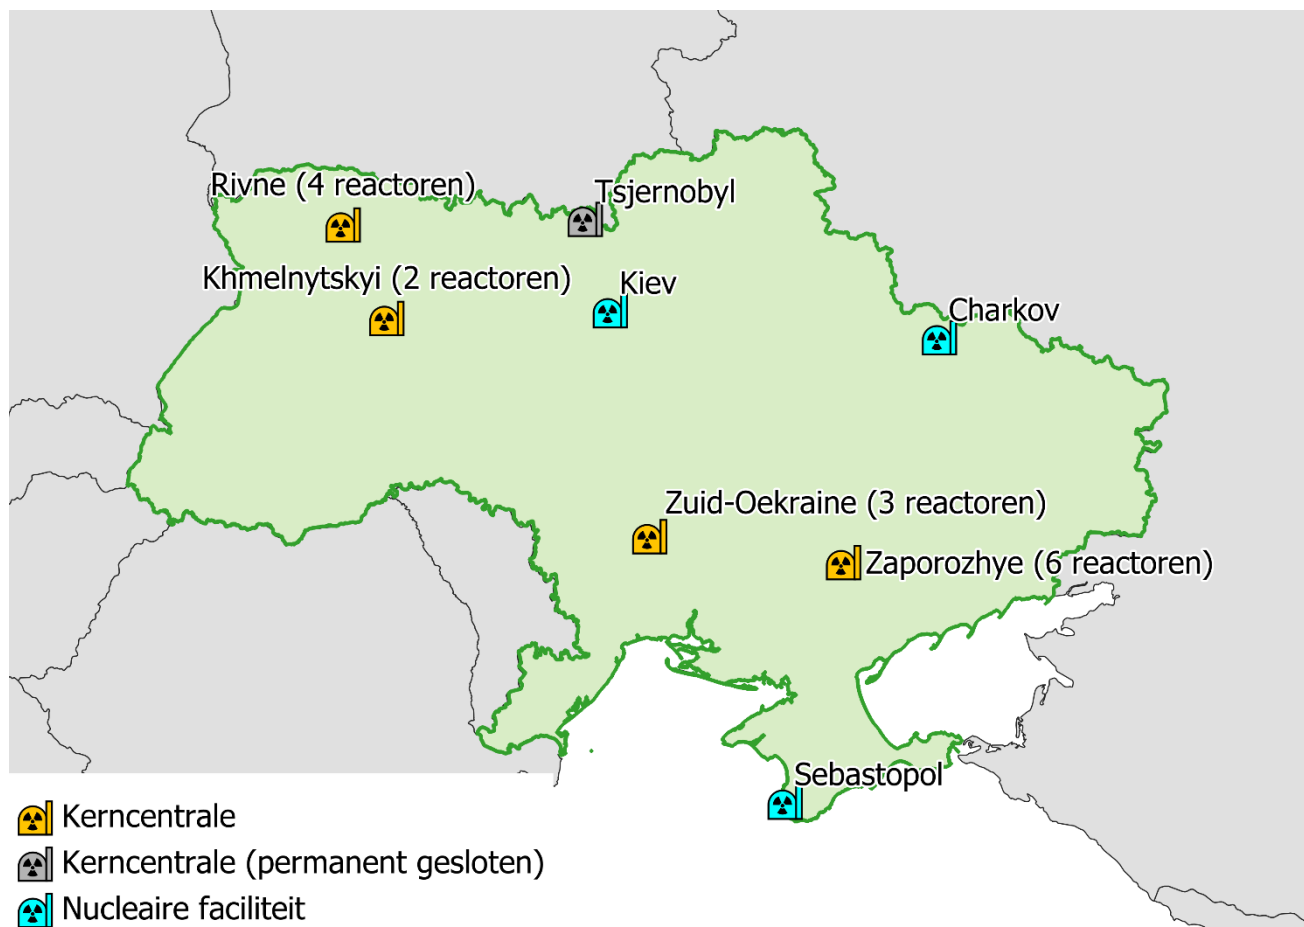 Rivne (4 reactoren)
Tsjernobyl
Khmelnytskyi (2 reactoren)
Kiev
Charkov
Zuid-Oekraine (3 reactoren)
Zaporozhye (6 reactoren)
Sebastopol
Kerncentrale
Kerncentrale (permanent gesloten)
Nucleaire faciliteit